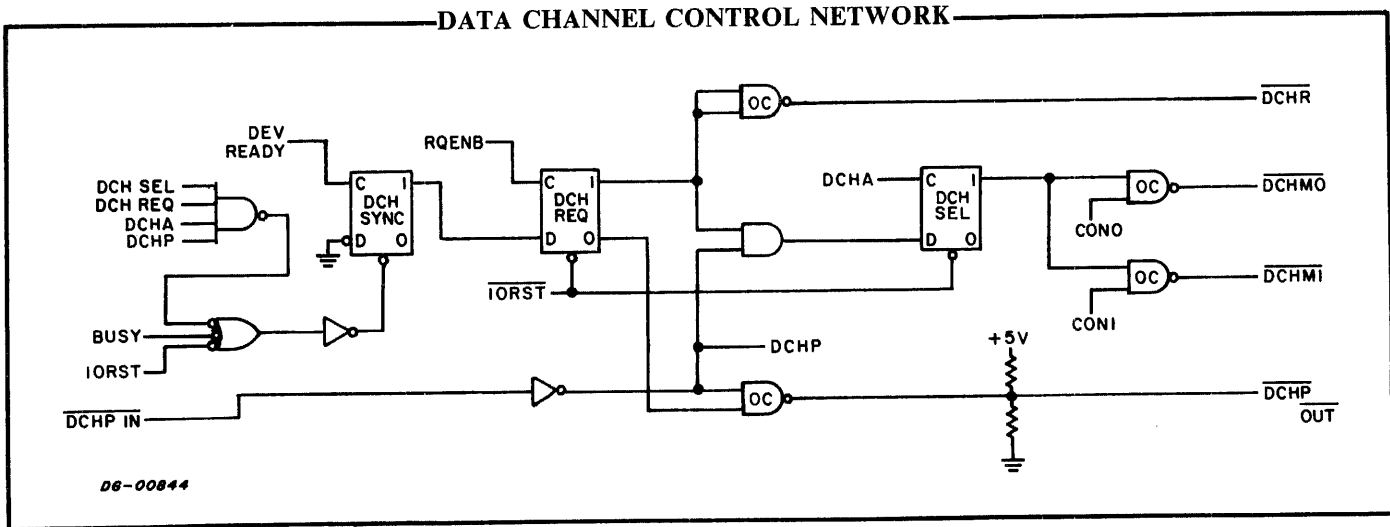 DATA CHANNEL CONTROL NETWORK
OC
DCHR
DEV
READY
RQENB
DCH SEL
DCH REQ
DCHA
DCHP
C 1
DCH
SYNC
D 0
C 1
DCH
REQ
D 0
DCHA
C 1
DCH
SEL
D 0
OC
DCHMO
CONO
IORST
OC
DCHMI
CONI
BUSY
IORST
DCHP
+5V
DCHP IN
OC
DCHP
OUT
DG-00844